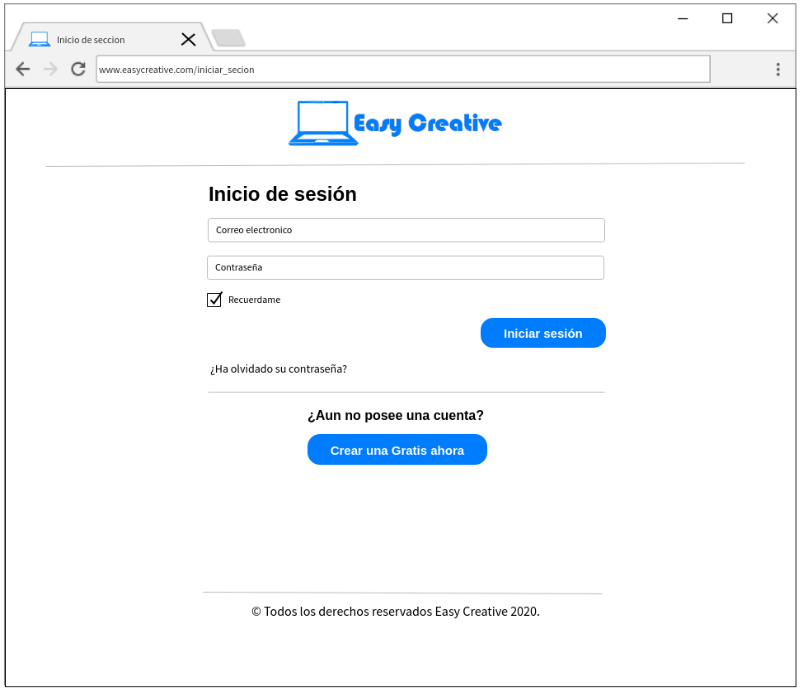 Inicio de seccion
www.easycreative.com/iniciar_secion
Easy Creative
Inicio de sesión
Correo electronico
Contraseña
Recuerdame
Iniciar sesión
¿Ha olvidado su contraseña?
¿Aun no posee una cuenta?
Crear una Gratis ahora
© Todos los derechos reservados Easy Creative 2020.